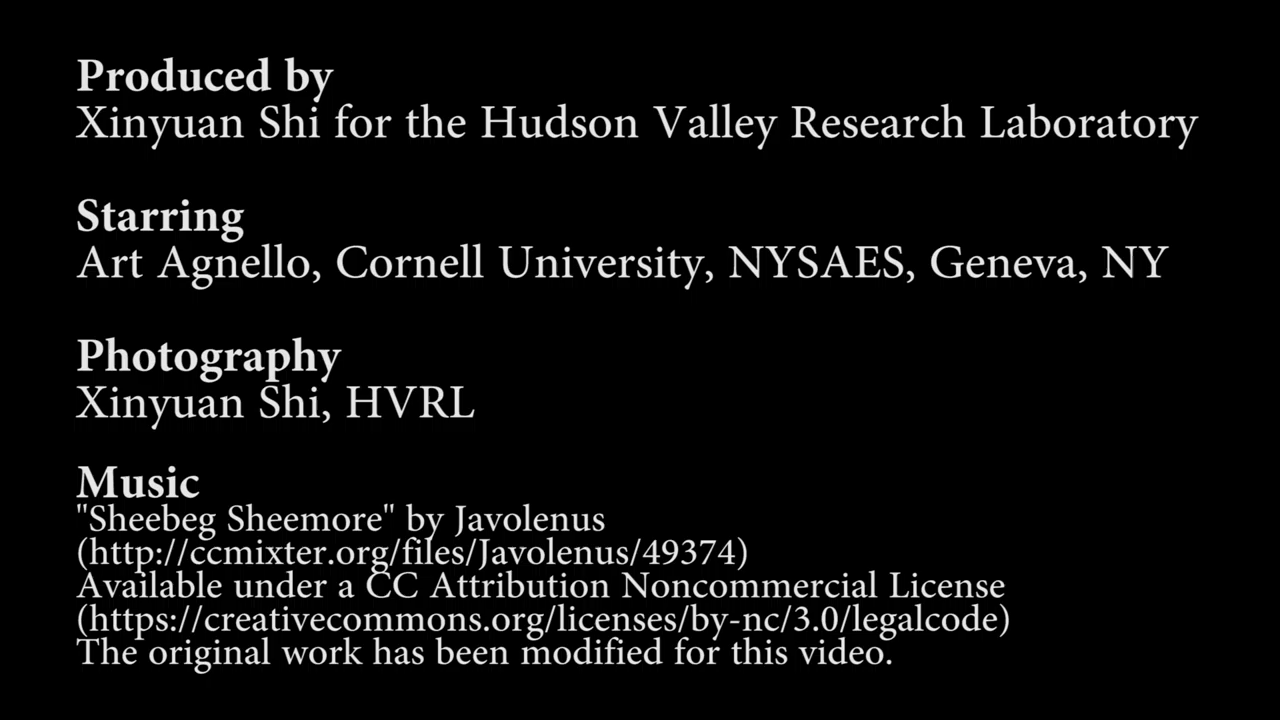 Produced by
Xinyuan Shi for the Hudson Valley Research Laboratory
Starring
Art Agnello, Cornell University, NYSAES, Geneva, NY
Photography
Xinyuan Shi, HVRL
Music
"Sheebeg Sheemore" by Javolenus
(http://ccmixter.org/files/Javolenus/49374)
Available under a CC Attribution Noncommercial License
(https://creativecommons.org/licenses/by-nc/3.0/legalcode)
The original work has been modified for this video.